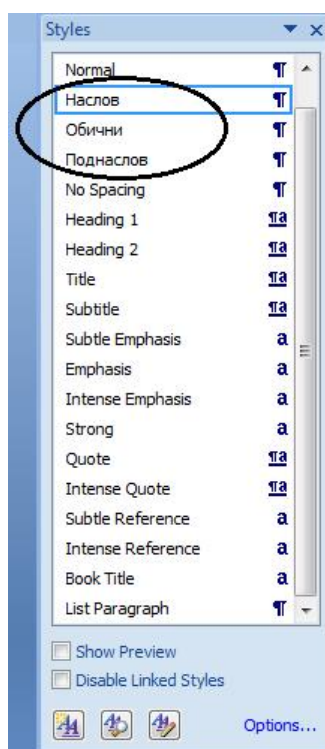 Styles
Normal ¶
Наслов ¶
Обични ¶
Поднаслов ¶
No Spacing ¶
Heading 1 ¶a
Heading 2 ¶a
Title ¶a
Subtitle ¶a
Subtle Emphasis a
Emphasis a
Intense Emphasis a
Strong a
Quote ¶a
Intense Quote ¶a
Subtle Reference a
Intense Reference a
Book Title a
List Paragraph ¶
Show Preview
Disable Linked Styles
Options...